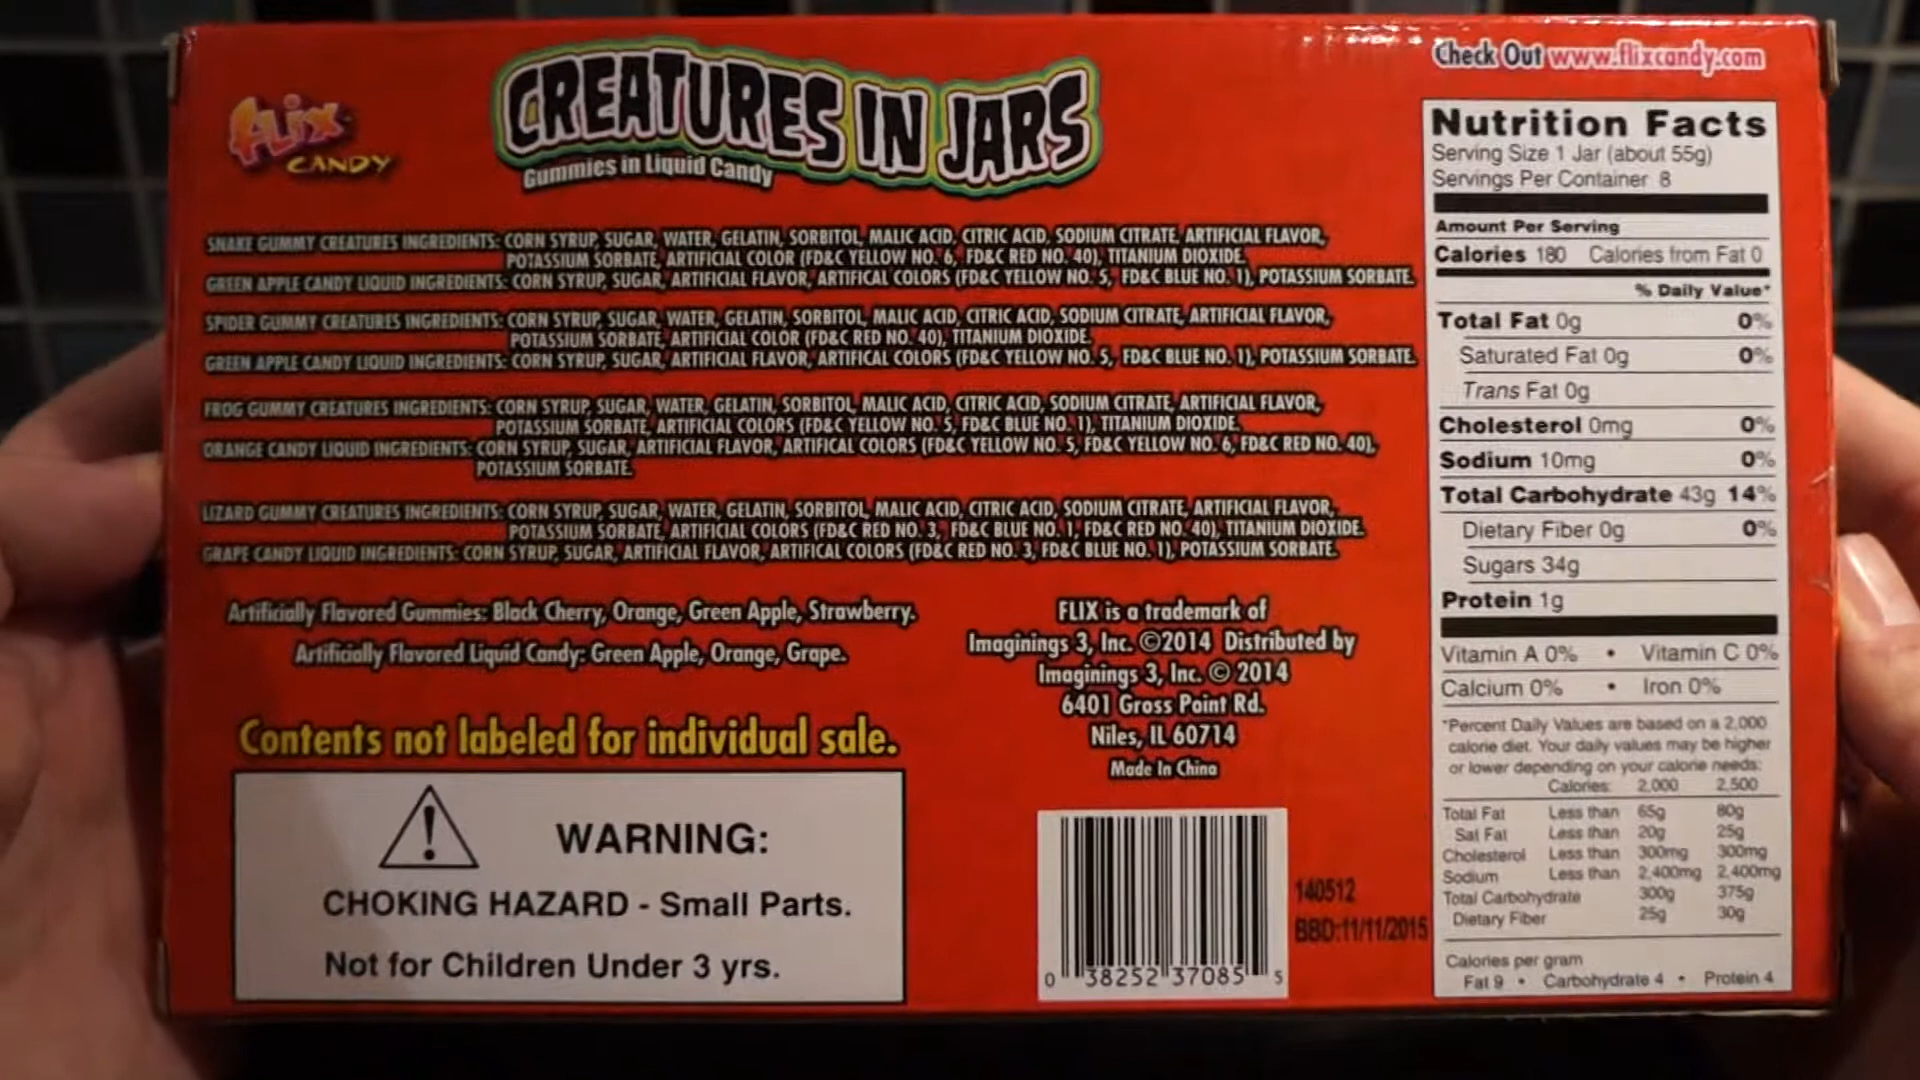 flix
CANDY
CREATURES IN JARS
Gummies in Liquid Candy
SNAKE GUMMY CREATURES INGREDIENTS: CORN SYRUP, SUGAR, WATER, GELATIN, SORBITOL, MALIC ACID, CITRIC ACID, SODIUM CITRATE, ARTIFICIAL FLAVOR,
POTASSIUM SORBATE, ARTIFICIAL COLOR (FD&C YELLOW NO. 6, FD&C RED NO. 40), TITANIUM DIOXIDE.
GREEN APPLE CANDY LIQUID INGREDIENTS: CORN SYRUP, SUGAR, ARTIFICIAL FLAVOR, ARTIFICAL COLORS (FD&C YELLOW NO. 5, FD&C BLUE NO. 1), POTASSIUM SORBATE.
SPIDER GUMMY CREATURES INGREDIENTS: CORN SYRUP, SUGAR, WATER, GELATIN, SORBITOL, MALIC ACID, CITRIC ACID, SODIUM CITRATE, ARTIFICIAL FLAVOR,
POTASSIUM SORBATE, ARTIFICIAL COLOR (FD&C RED NO. 40), TITANIUM DIOXIDE.
GREEN APPLE CANDY LIQUID INGREDIENTS: CORN SYRUP, SUGAR, ARTIFICIAL FLAVOR, ARTIFICAL COLORS (FD&C YELLOW NO. 5, FD&C BLUE NO. 1), POTASSIUM SORBATE.
FROG GUMMY CREATURES INGREDIENTS: CORN SYRUP, SUGAR, WATER, GELATIN, SORBITOL, MALIC ACID, CITRIC ACID, SODIUM CITRATE, ARTIFICIAL FLAVOR,
POTASSIUM SORBATE, ARTIFICIAL COLORS (FD&C YELLOW NO. 5, FD&C BLUE NO. 1), TITANIUM DIOXIDE.
ORANGE CANDY LIQUID INGREDIENTS: CORN SYRUP, SUGAR, ARTIFICIAL FLAVOR, ARTIFICAL COLORS (FD&C YELLOW NO. 5, FD&C YELLOW NO. 6, FD&C RED NO. 40),
POTASSIUM SORBATE.
LIZARD GUMMY CREATURES INGREDIENTS: CORN SYRUP, SUGAR, WATER, GELATIN, SORBITOL, MALIC ACID, CITRIC ACID, SODIUM CITRATE, ARTIFICIAL FLAVOR,
POTASSIUM SORBATE, ARTIFICIAL COLORS (FD&C RED NO. 3, FD&C BLUE NO. 1, FD&C RED NO. 40), TITANIUM DIOXIDE.
GRAPE CANDY LIQUID INGREDIENTS: CORN SYRUP, SUGAR, ARTIFICIAL FLAVOR, ARTIFICAL COLORS (FD&C RED NO. 3, FD&C BLUE NO. 1), POTASSIUM SORBATE.
Artificially Flavored Gummies: Black Cherry, Orange, Green Apple, Strawberry.
Artificially Flavored Liquid Candy: Green Apple, Orange, Grape.
Contents not labeled for individual sale.
WARNING:
CHOKING HAZARD - Small Parts.
Not for Children Under 3 yrs.
FLIX is a trademark of
Imaginings 3, Inc. ©2014 Distributed by
Imaginings 3, Inc. © 2014
6401 Gross Point Rd.
Niles, IL 60714
Made In China
0 38252 37085 5
140512
BBD:11/11/2015
Check Out www.flixcandy.com
Nutrition Facts
Serving Size 1 Jar (about 55g)
Servings Per Container 8
Amount Per Serving
Calories 180 Calories from Fat 0
% Daily Value*
Total Fat 0g 0%
Saturated Fat 0g 0%
Trans Fat 0g
Cholesterol 0mg 0%
Sodium 10mg 0%
Total Carbohydrate 43g 14%
Dietary Fiber 0g 0%
Sugars 34g
Protein 1g
Vitamin A 0% • Vitamin C 0%
Calcium 0% • Iron 0%
*Percent Daily Values are based on a 2,000
calorie diet. Your daily values may be higher
or lower depending on your calorie needs:
Calories: 2,000 2,500
Total Fat Less than 65g 80g
Sat Fat Less than 20g 25g
Cholesterol Less than 300mg 300mg
Sodium Less than 2,400mg 2,400mg
Total Carbohydrate 300g 375g
Dietary Fiber 25g 30g
Calories per gram
Fat 9 • Carbohydrate 4 • Protein 4